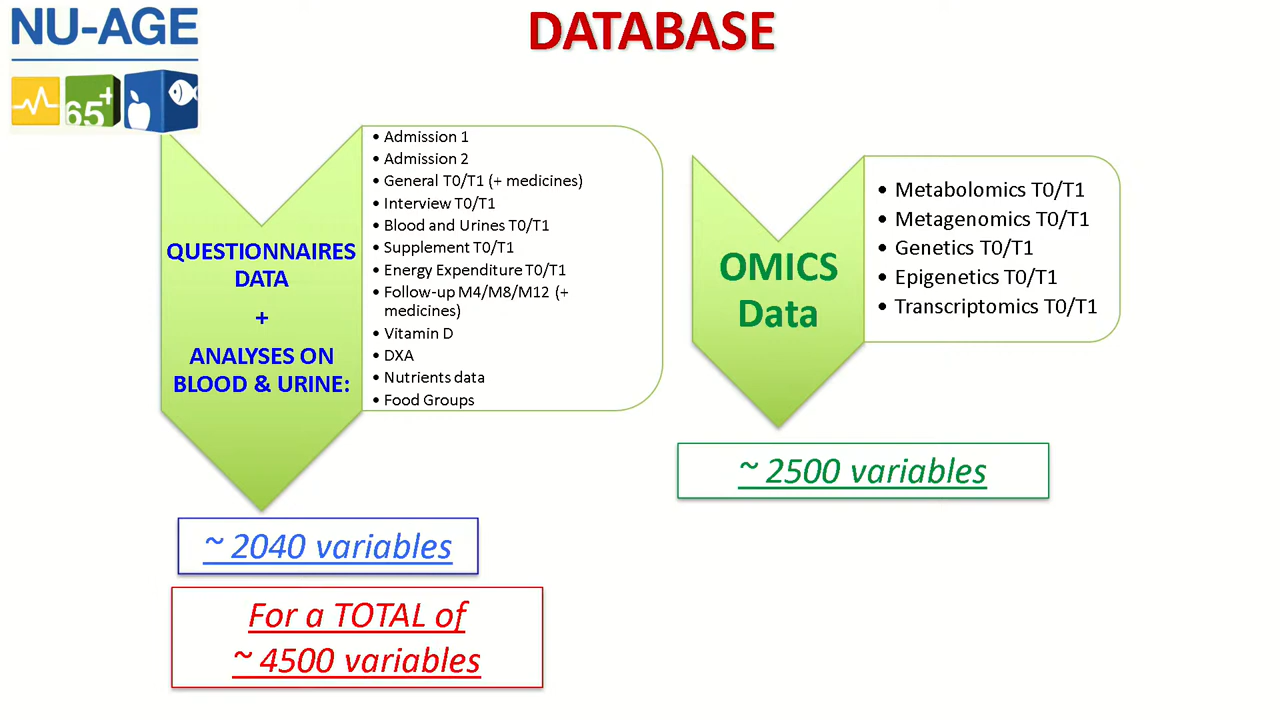 NU-AGE
65+
DATABASE
QUESTIONNAIRES
DATA
+
ANALYSES ON
BLOOD & URINE:
• Admission 1
• Admission 2
• General T0/T1 (+ medicines)
• Interview T0/T1
• Blood and Urines T0/T1
• Supplement T0/T1
• Energy Expenditure T0/T1
• Follow-up M4/M8/M12 (+
medicines)
• Vitamin D
• DXA
• Nutrients data
• Food Groups
~ 2040 variables
For a TOTAL of
~ 4500 variables
OMICS
Data
• Metabolomics T0/T1
• Metagenomics T0/T1
• Genetics T0/T1
• Epigenetics T0/T1
• Transcriptomics T0/T1
~ 2500 variables